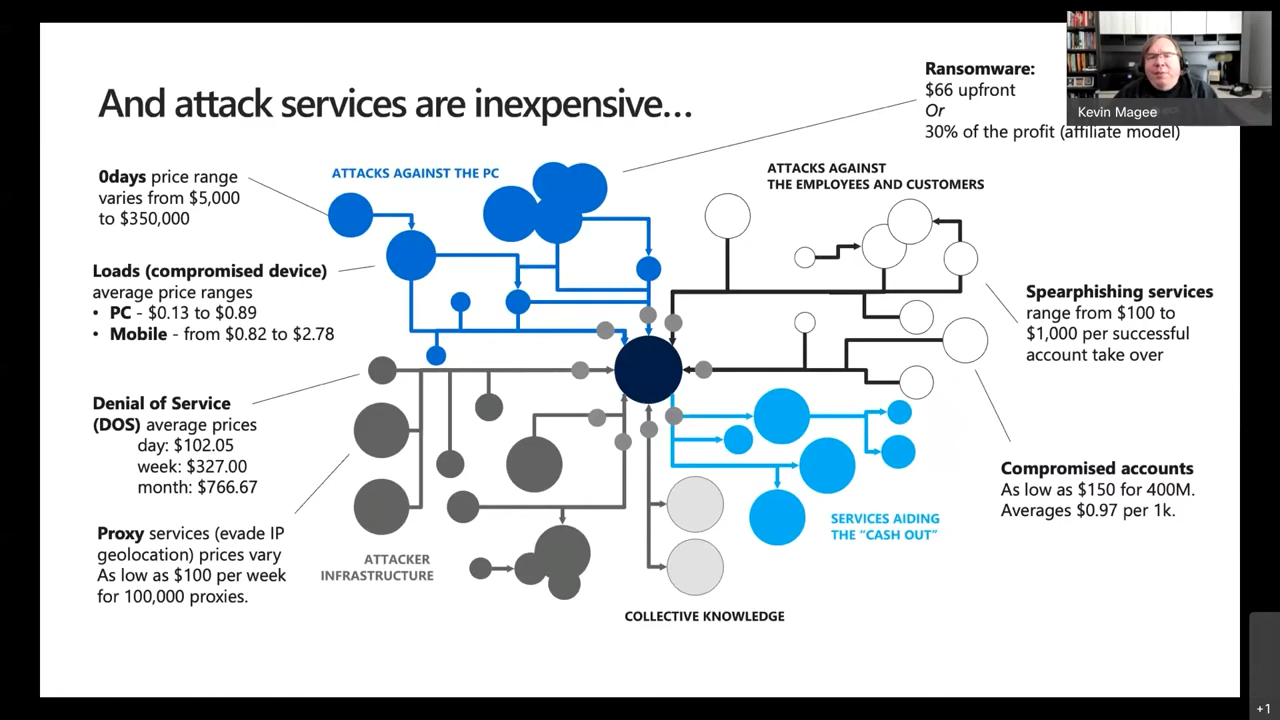 And attack services are inexpensive...
Ransomware:
$66 upfront
Or
30% of the profit (affiliate model)
Kevin Magee
0days price range
varies from $5,000
to $350,000
ATTACKS AGAINST THE PC
ATTACKS AGAINST
THE EMPLOYEES AND CUSTOMERS
Loads (compromised device)
average price ranges
• PC - $0.13 to $0.89
• Mobile - from $0.82 to $2.78
Spearphishing services
range from $100 to
$1,000 per successful
account take over
Denial of Service
(DOS) average prices
day: $102.05
week: $327.00
month: $766.67
Compromised accounts
As low as $150 for 400M.
Averages $0.97 per 1k.
Proxy services (evade IP
geolocation) prices vary
As low as $100 per week
for 100,000 proxies.
ATTACKER
INFRASTRUCTURE
SERVICES AIDING
THE “CASH OUT”
COLLECTIVE KNOWLEDGE
+1